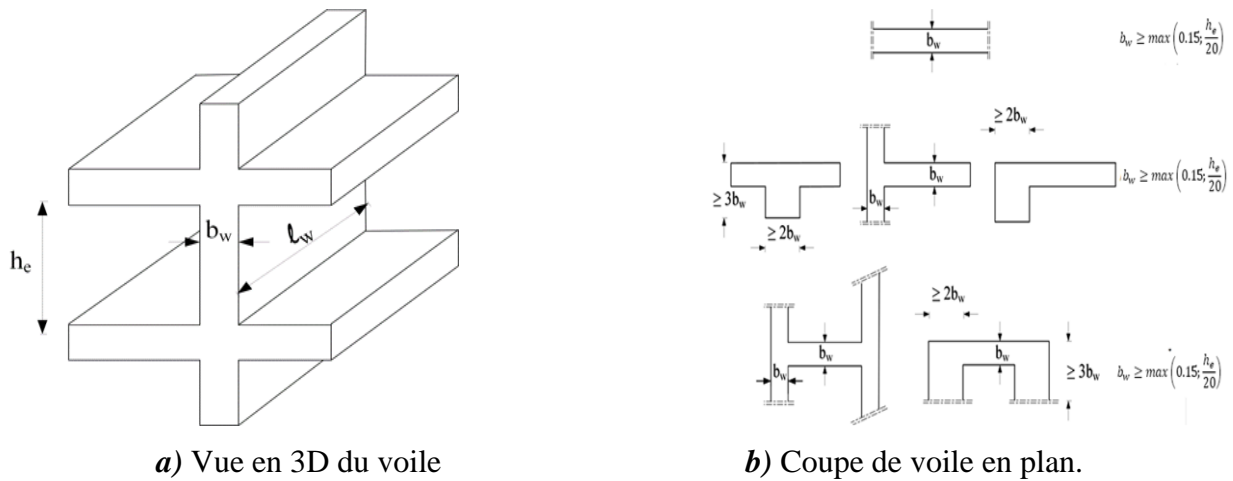 h_e
b_w
ℓ_w
b_w
b_w ≥ max(0.15; h_e/20)
≥ 2b_w
≥ 3b_w
≥ 2b_w
b_w
b_w
b_w ≥ max(0.15; h_e/20)
b_w
b_w
≥ 2b_w
b_w
≥ 3b_w
b_w ≥ max(0.15; h_e/20)
a) Vue en 3D du voile
b) Coupe de voile en plan.